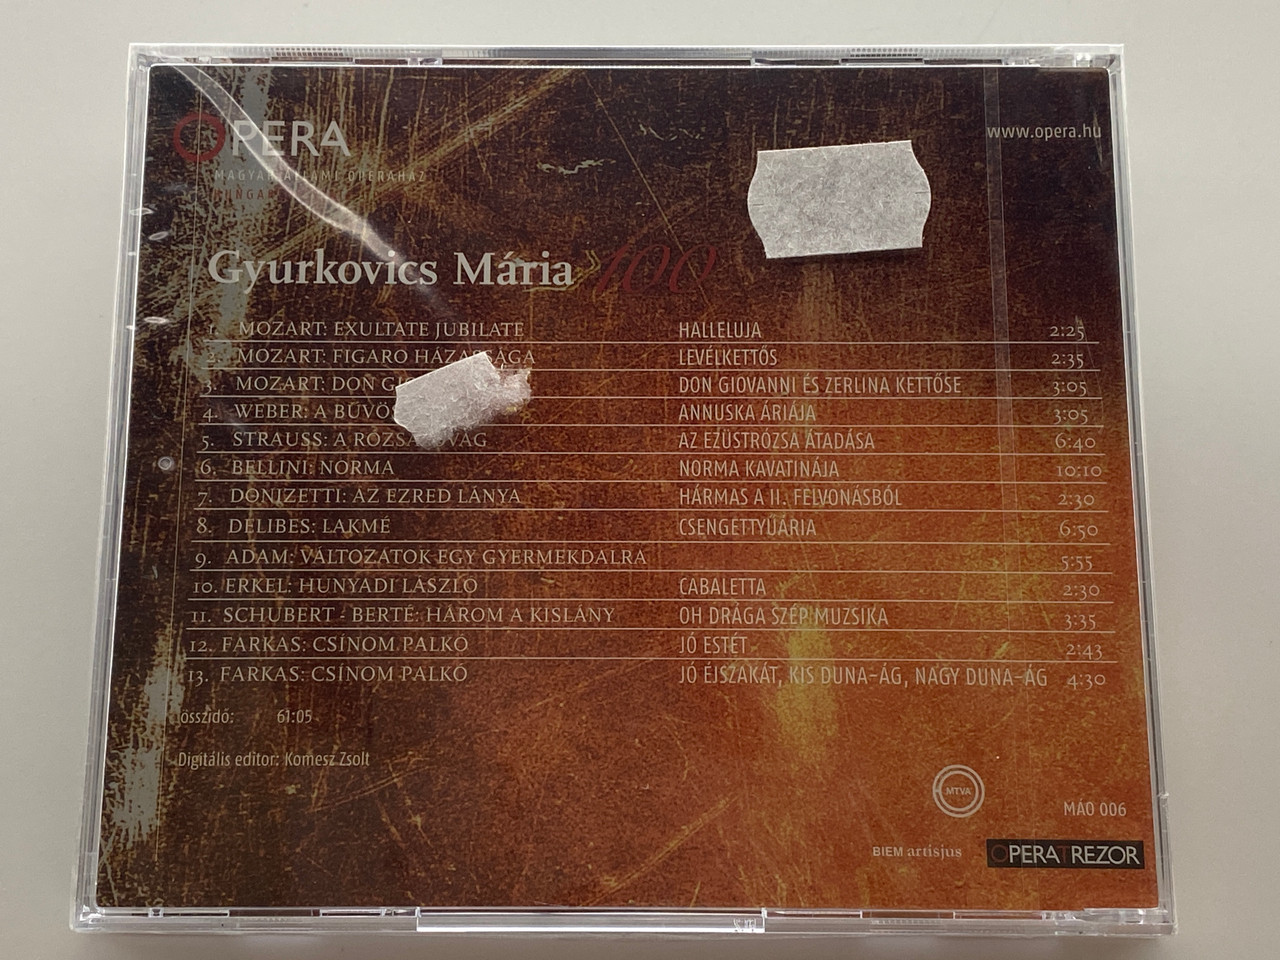 OPERA
MAGYAR ÁLLAMI OPERAHÁZ
www.opera.hu
Gyurkovics Mária 100
1. MOZART: EXULTATE JUBILATE HALLELUJA 2:25
2. MOZART: FIGARO HÁZASSÁGA LEVÉLKETTŐS 2:35
3. MOZART: DON DON GIOVANNI ÉS ZERLINA KETTŐSE 3:05
4. WEBER: A ANNUSKA ÁRIÁJA 3:05
5. STRAUSS: A RÓZSALOVAG AZ EZÜSTRÓZSA ÁTADÁSA 6:40
6. BELLINI: NORMA NORMA KAVATINÁJA 10:10
7. DONIZETTI: AZ EZRED LÁNYA HÁRMAS A II. FELVONÁSBÓL 2:30
8. DELIBES: LAKMÉ CSENGETTYŰÁRIA 6:50
9. ADAM: VÁLTOZATOK EGY GYERMEKDALRA 5:55
10. ERKEL: HUNYADI LÁSZLÓ CABALETTA 2:30
11. SCHUBERT - BERTÉ: HÁROM A KISLÁNY OH DRÁGA SZÉP MUZSIKA 3:35
12. FARKAS: CSÍNOM PALKÓ JÓ ESTÉT 2:43
13. FARKAS: CSÍNOM PALKÓ JÓ ÉJSZAKÁT, KIS DUNA-ÁG, NAGY DUNA-ÁG 4:30
összidő: 61:05
Digitális editor: Komesz Zsolt
MTVA
MÁO 006
BIEM artisjus
OPERATREZOR